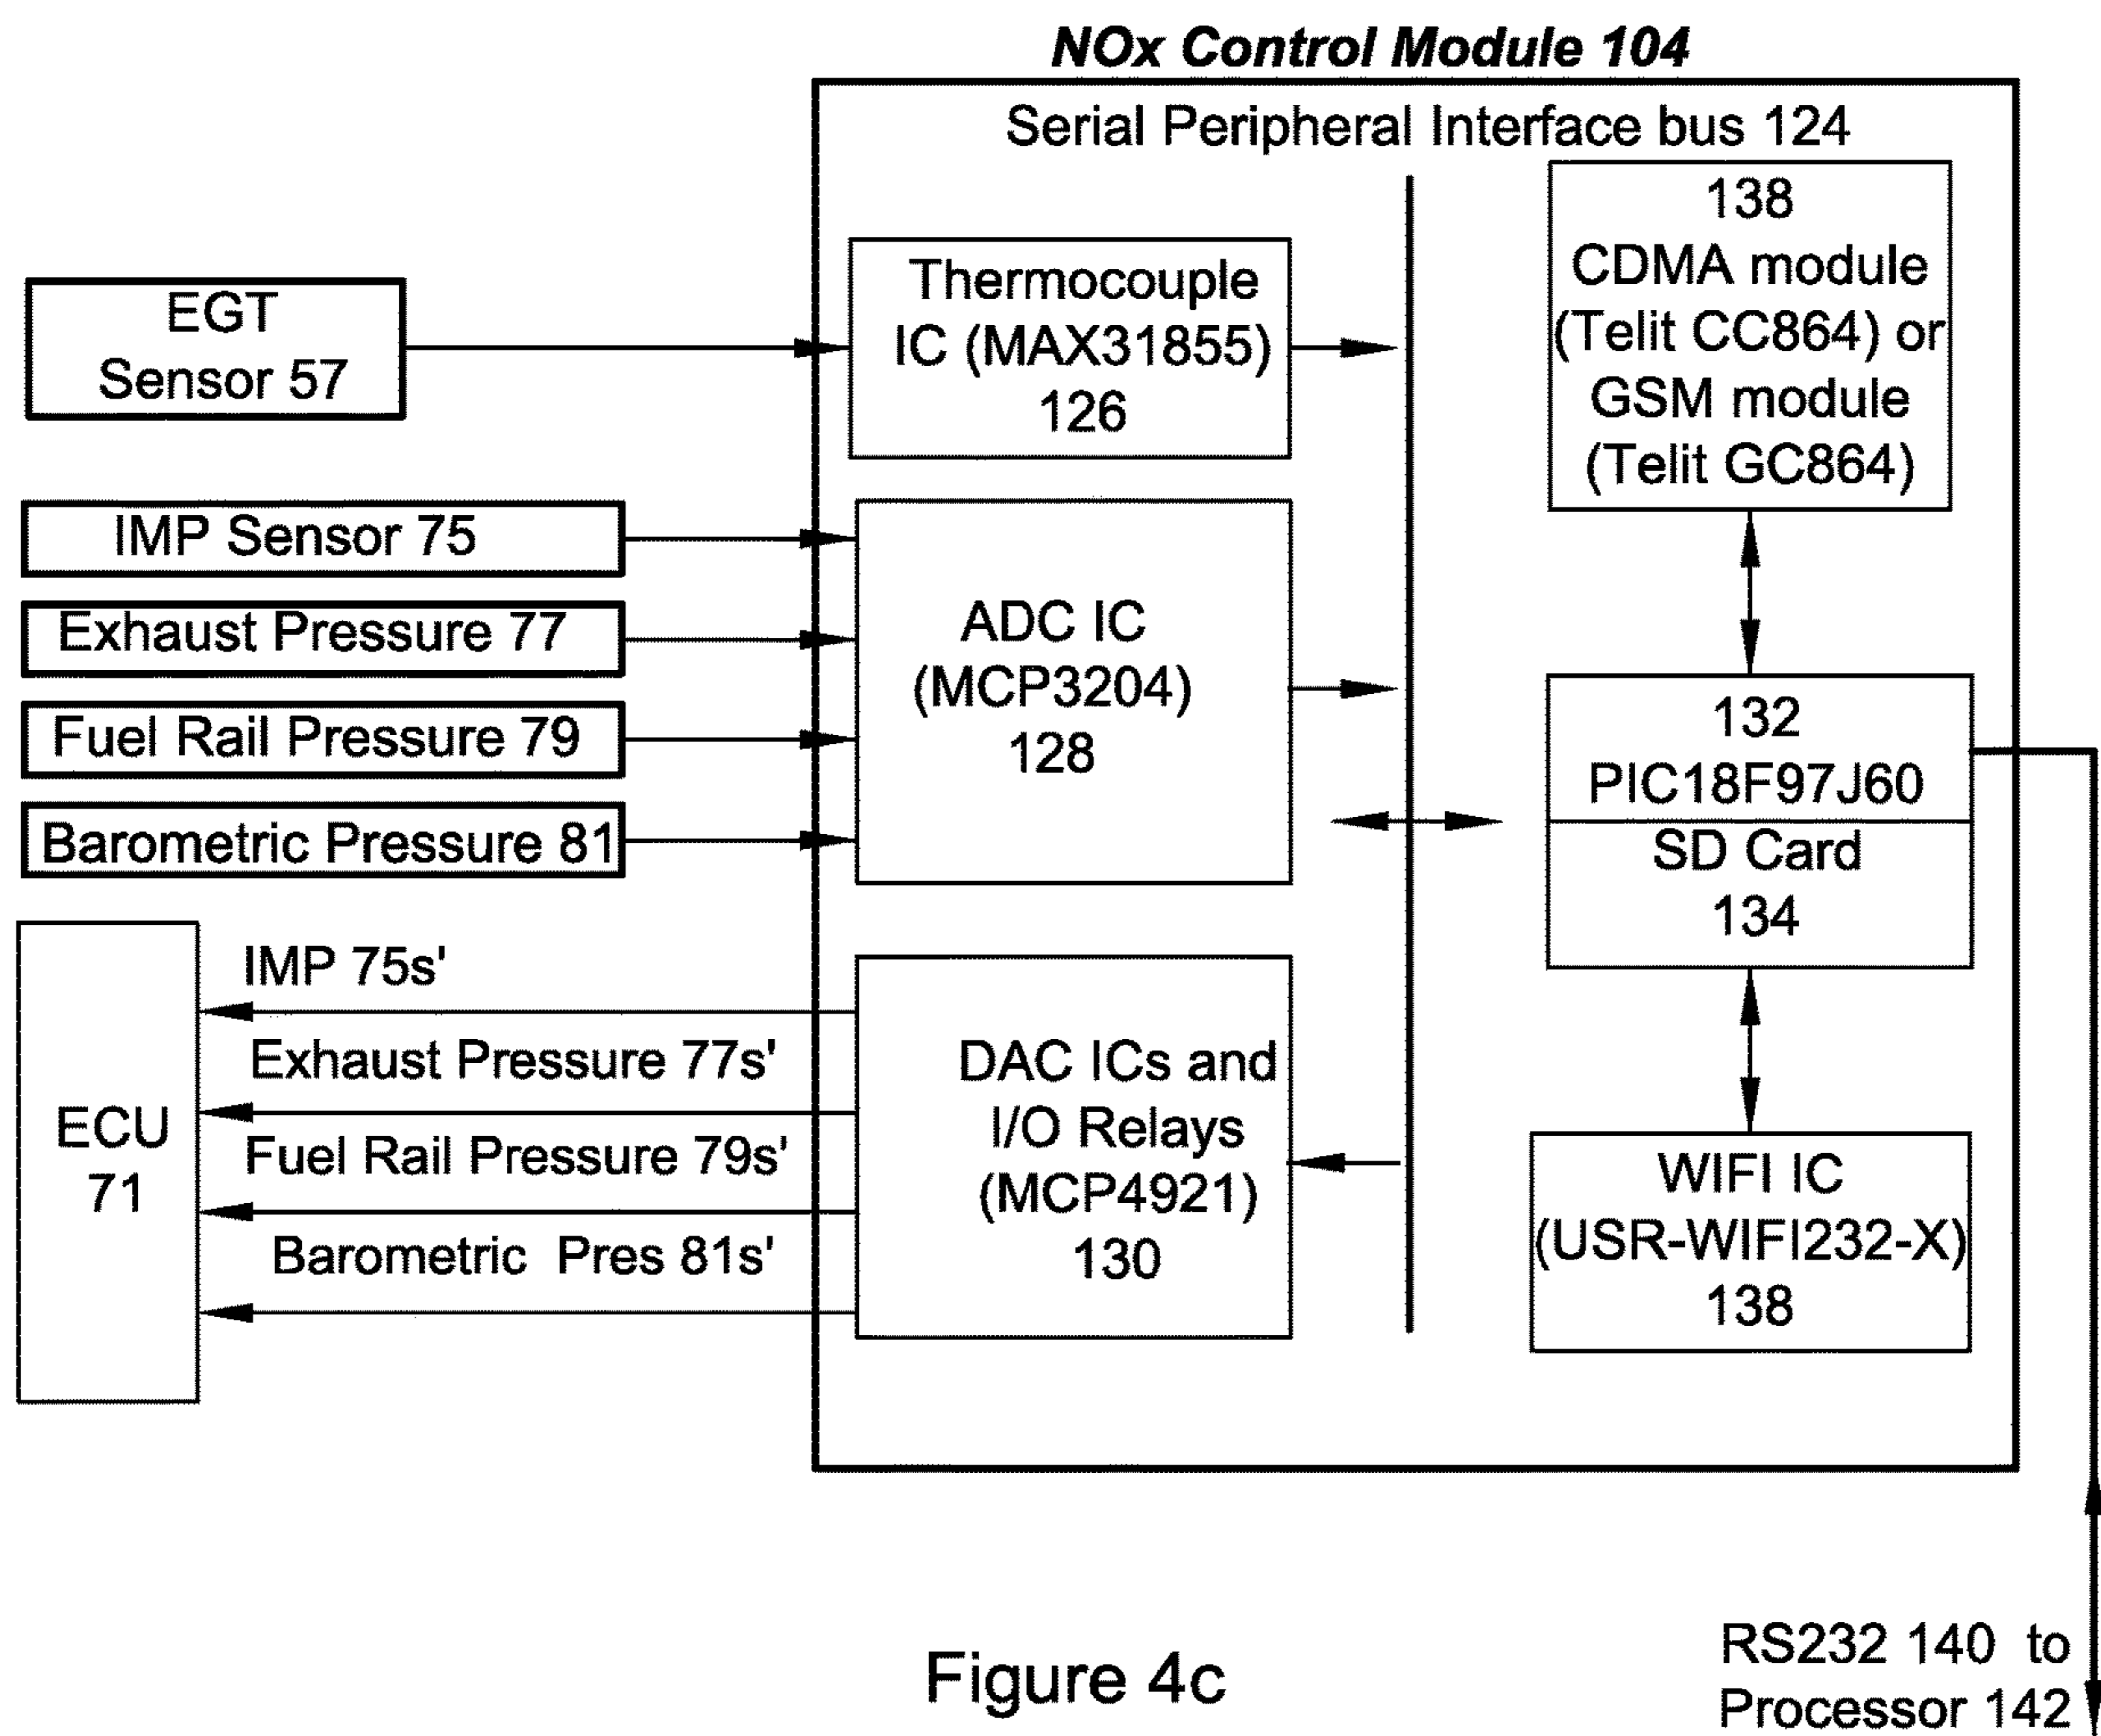 NOx Control Module 104
Serial Peripheral Interface bus 124
EGT
Sensor 57
IMP Sensor 75
Exhaust Pressure 77
Fuel Rail Pressure 79
Barometric Pressure 81
ECU
71
IMP 75s'
Exhaust Pressure 77s'
Fuel Rail Pressure 79s'
Barometric Pres 81s'
Thermocouple
IC (MAX31855)
126
ADC IC
(MCP3204)
128
DAC ICs and
I/O Relays
(MCP4921)
130
138
CDMA module
(Telit CC864) or
GSM module
(Telit GC864)
132
PIC18F97J60
SD Card
134
WIFI IC
(USR-WIFI232-X)
138
RS232 140 to
Processor 142
Figure 4c